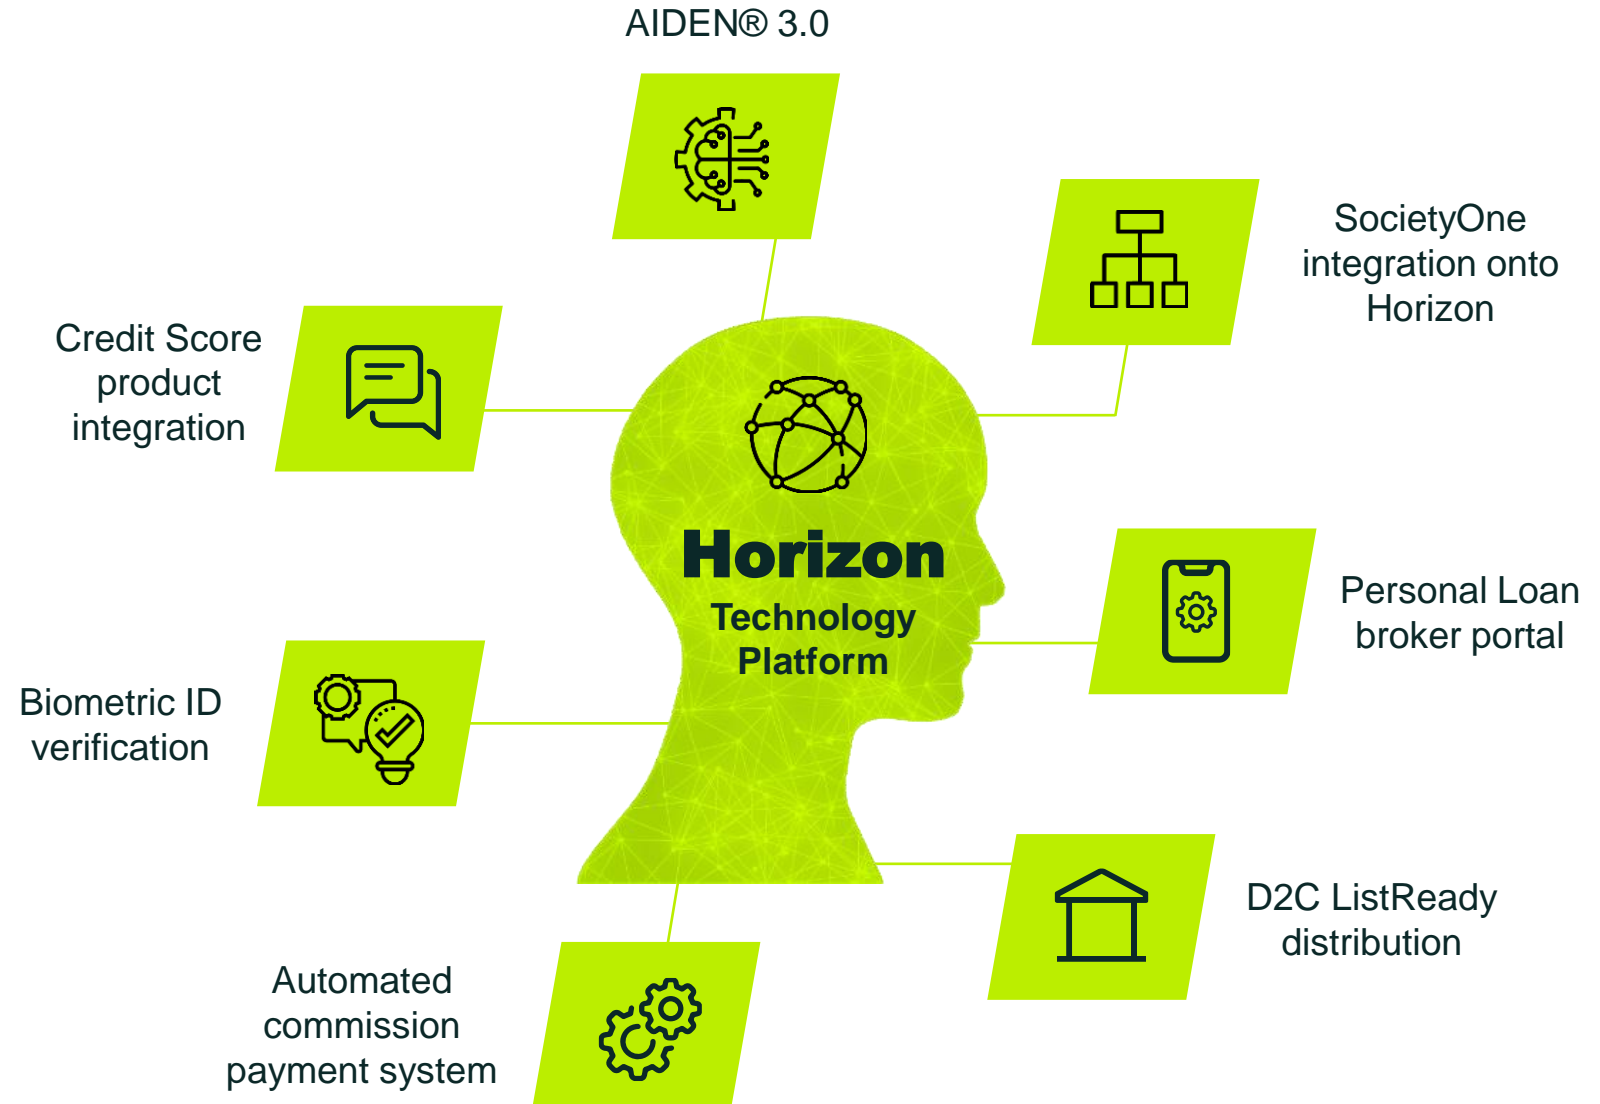 AIDEN® 3.0
SocietyOne
integration onto
Horizon
Credit Score
product
integration
Horizon
Technology
Platform
Personal Loan
broker portal
Biometric ID
verification
D2C ListReady
distribution
Automated
commission
payment system